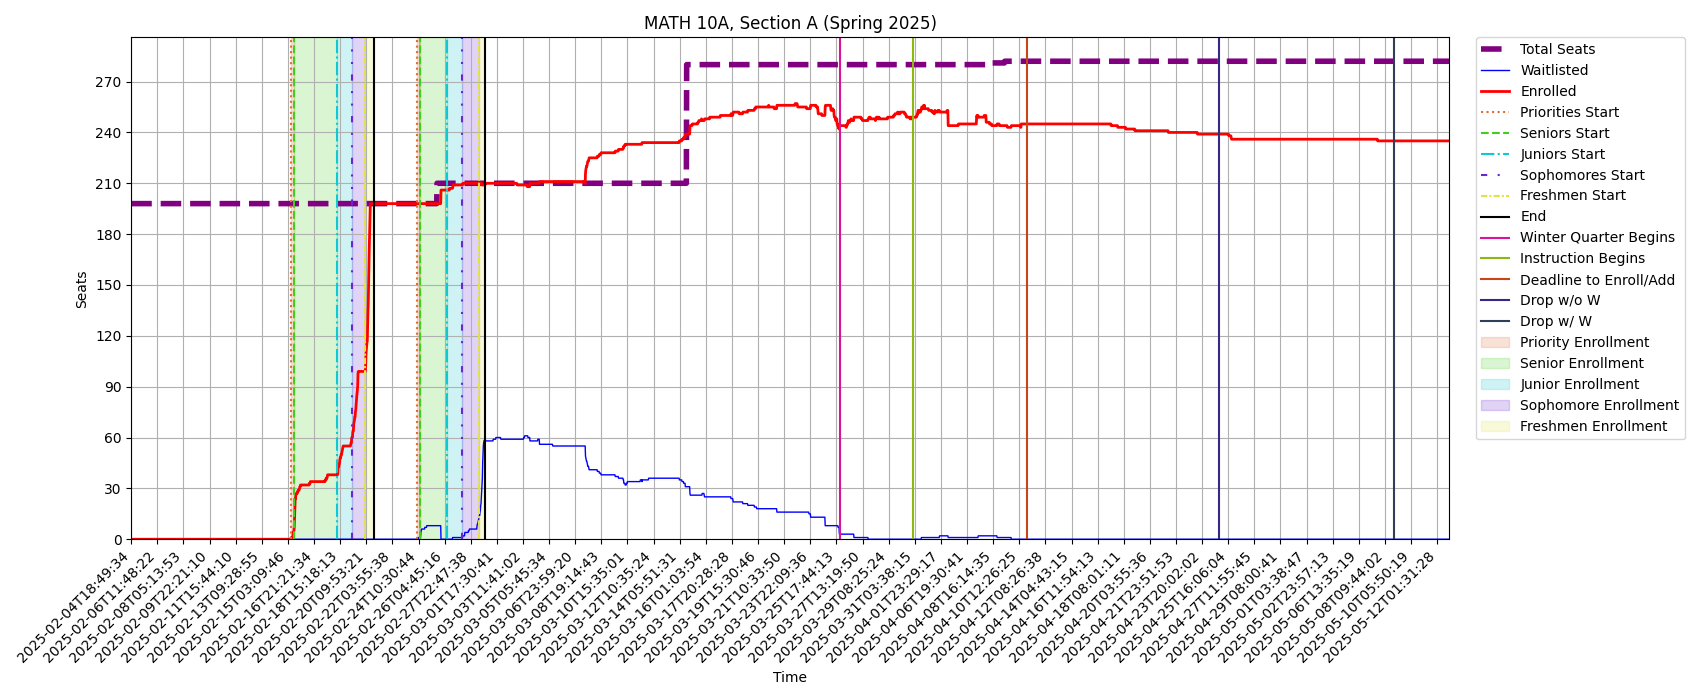 MATH 10A, Section A (Spring 2025)
Seats
270
240
210
180
150
120
90
60
30
0
2025-02-04T18:49:34
2025-02-06T11:48:22
2025-02-08T05:13:53
2025-02-09T22:21:10
2025-02-11T15:44:10
2025-02-13T09:28:55
2025-02-15T03:09:46
2025-02-16T21:21:34
2025-02-18T15:18:13
2025-02-20T09:53:21
2025-02-22T03:55:38
2025-02-24T10:30:44
2025-02-26T04:45:16
2025-02-27T22:47:38
2025-03-01T17:30:41
2025-03-03T11:41:02
2025-03-05T05:45:34
2025-03-06T23:59:20
2025-03-08T19:14:43
2025-03-10T15:35:01
2025-03-12T10:35:24
2025-03-14T05:51:31
2025-03-16T01:03:54
2025-03-17T20:28:28
2025-03-19T15:30:46
2025-03-21T10:33:50
2025-03-23T22:09:36
2025-03-25T17:44:13
2025-03-27T13:19:50
2025-03-29T08:25:24
2025-03-31T03:38:15
2025-04-01T23:29:17
2025-04-06T19:30:41
2025-04-08T16:14:35
2025-04-10T12:26:25
2025-04-12T08:26:38
2025-04-14T04:43:15
2025-04-16T11:54:13
2025-04-18T08:01:11
2025-04-20T03:55:36
2025-04-21T23:51:53
2025-04-23T20:02:02
2025-04-25T16:06:04
2025-04-27T11:55:45
2025-04-29T08:00:41
2025-05-01T03:38:47
2025-05-02T23:57:13
2025-05-06T13:35:19
2025-05-08T09:44:02
2025-05-10T05:50:19
2025-05-12T01:31:28
Time
Total Seats
Waitlisted
Enrolled
Priorities Start
Seniors Start
Juniors Start
Sophomores Start
Freshmen Start
End
Winter Quarter Begins
Instruction Begins
Deadline to Enroll/Add
Drop w/o W
Drop w/ W
Priority Enrollment
Senior Enrollment
Junior Enrollment
Sophomore Enrollment
Freshmen Enrollment